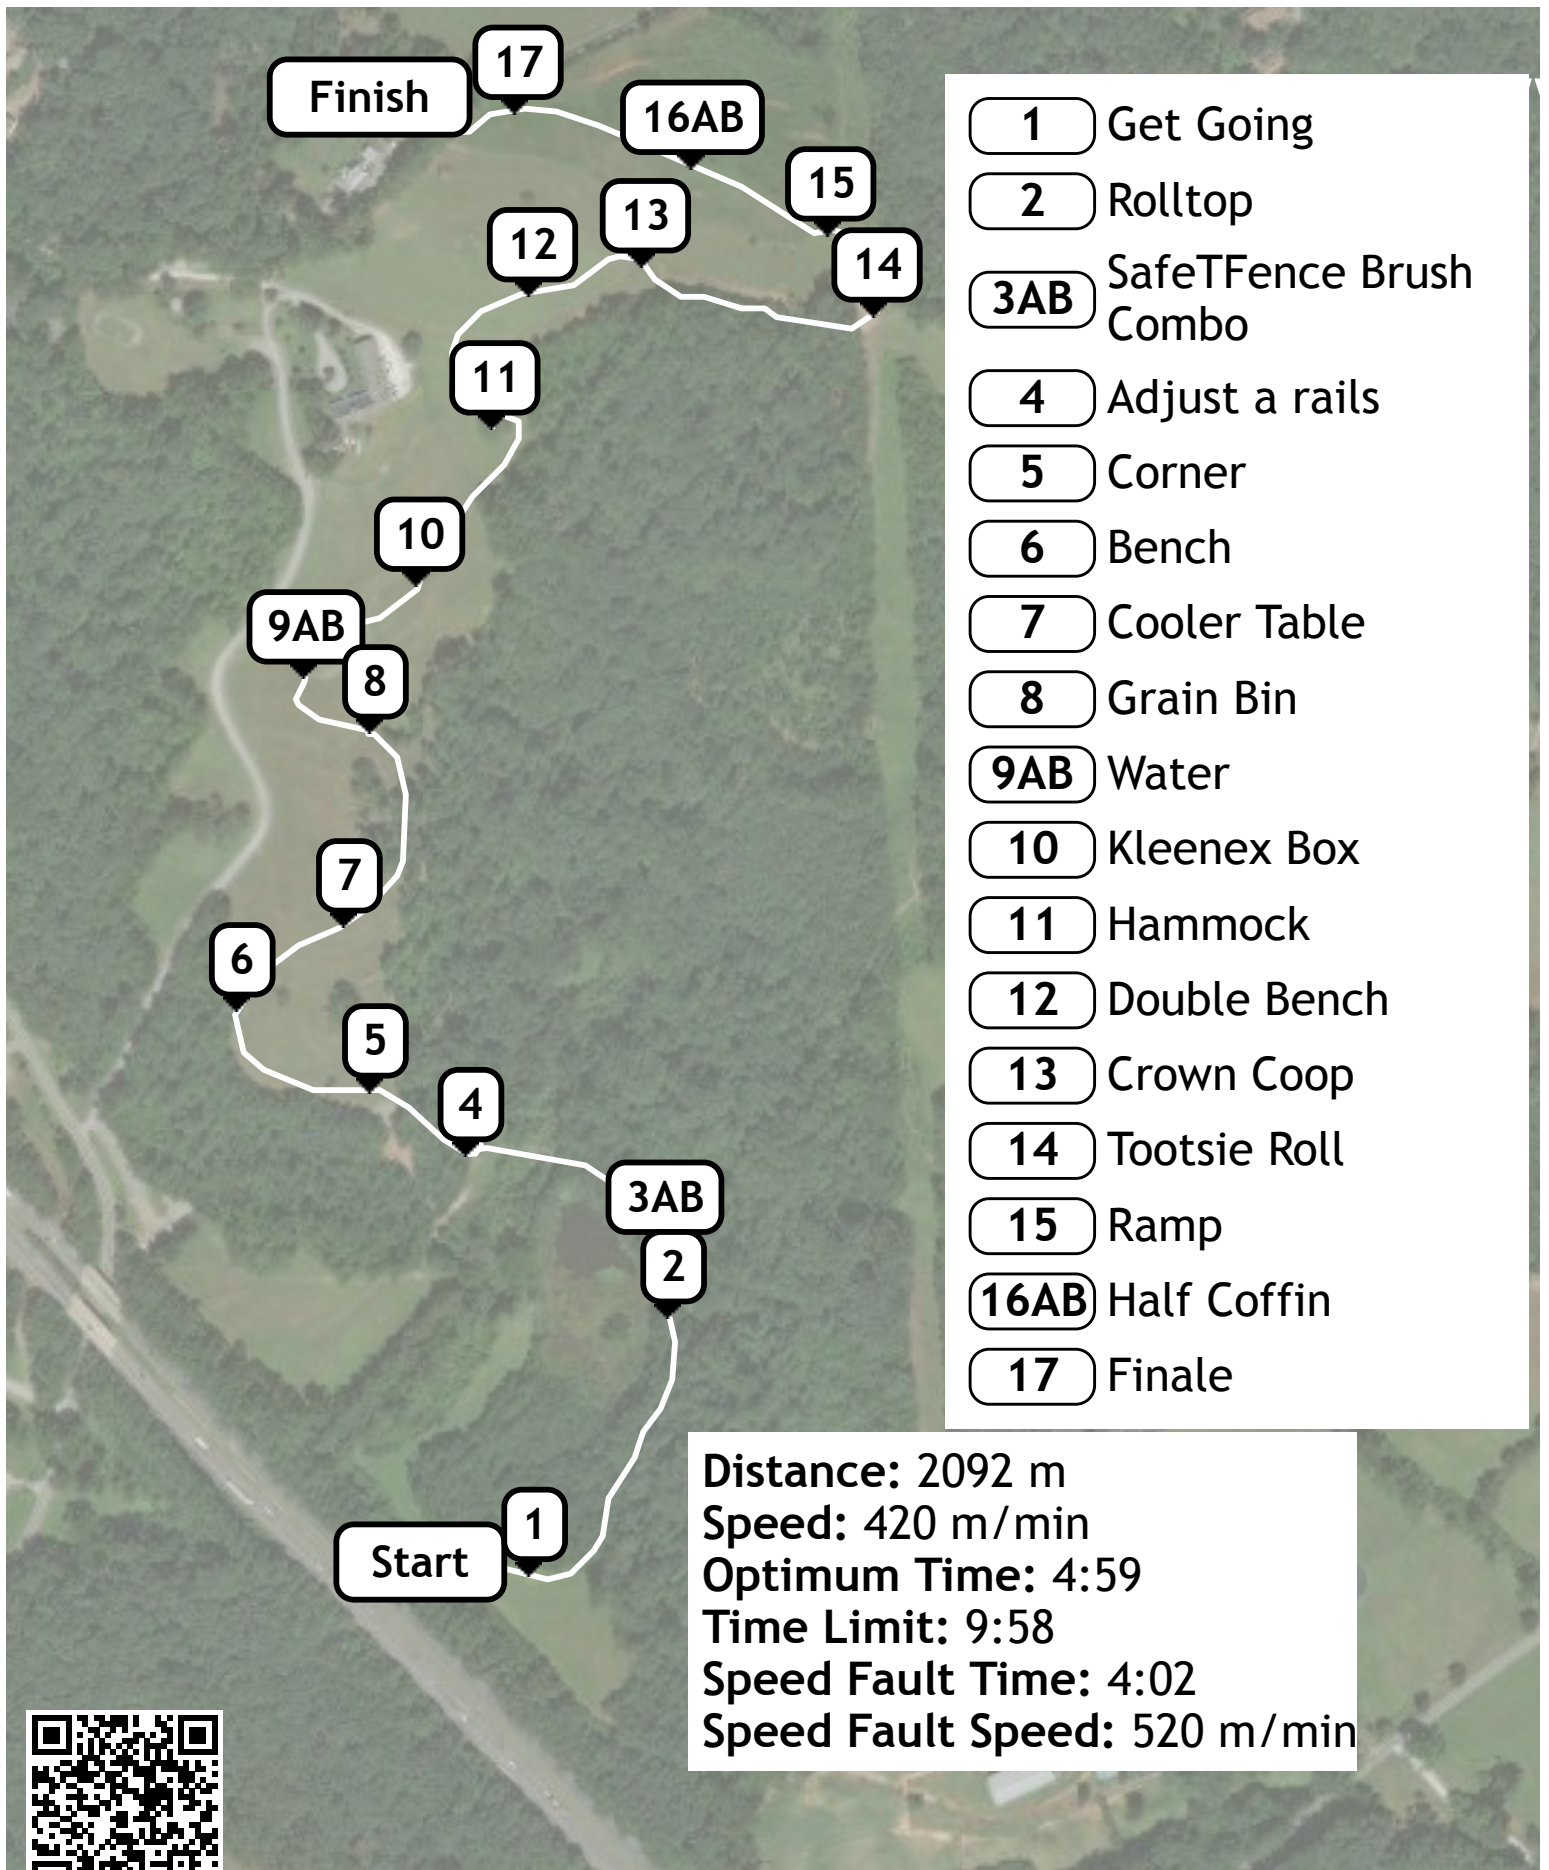 17
Finish
16AB
15
13
12
14
11
10
9AB
8
7
6
5
4
3AB
2
1
Start
1 Get Going
2 Rolltop
3AB SafeTFence Brush
Combo
4 Adjust a rails
5 Corner
6 Bench
7 Cooler Table
8 Grain Bin
9AB Water
10 Kleenex Box
11 Hammock
12 Double Bench
13 Crown Coop
14 Tootsie Roll
15 Ramp
16AB Half Coffin
17 Finale
Distance: 2092 m
Speed: 420 m/min
Optimum Time: 4:59
Time Limit: 9:58
Speed Fault Time: 4:02
Speed Fault Speed: 520 m/min